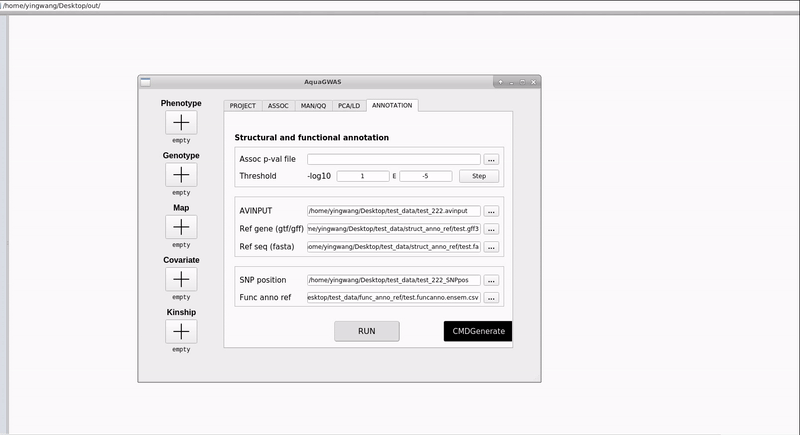 /home/yingwang/Desktop/out/
AquaGWAS
Phenotype
empty
Genotype
empty
Map
empty
Covariate
empty
Kinship
empty
PROJECT ASSOC MAN/QQ PCA/LD ANNOTATION
Structural and functional annotation
Assoc p-val file ...
Threshold -log10 1 E -5 Step
AVINPUT /home/yingwang/Desktop/test_data/test_222.avinput ...
Ref gene (gtf/gff) me/yingwang/Desktop/test_data/struct_anno_ref/test.gff3 ...
Ref seq (fasta) ome/yingwang/Desktop/test_data/struct_anno_ref/test.fa ...
SNP position /home/yingwang/Desktop/test_data/test_222_SNPpos ...
Func anno ref esktop/test_data/func_anno_ref/test.funcanno.ensem.csv ...
RUN CMDGenerate